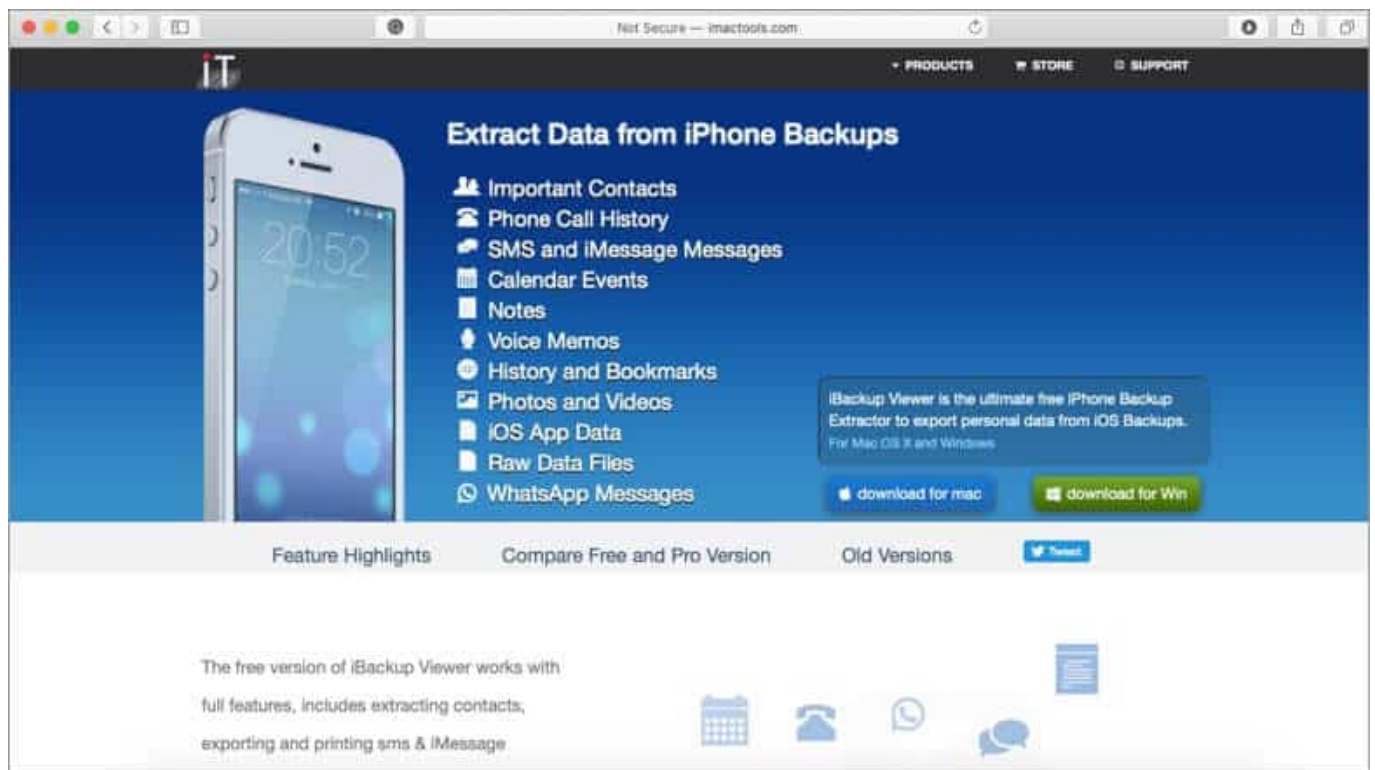 Not Secure — imactools.com
iT
PRODUCTS STORE SUPPORT
Extract Data from iPhone Backups
20:52
Important Contacts
Phone Call History
SMS and iMessage Messages
Calendar Events
Notes
Voice Memos
History and Bookmarks
Photos and Videos
iOS App Data
Raw Data Files
WhatsApp Messages
iBackup Viewer is the ultimate free iPhone Backup
Extractor to export personal data from iOS Backups.
For Mac OS X and Windows
download for mac
download for Win
Feature Highlights Compare Free and Pro Version Old Versions Tweet
The free version of iBackup Viewer works with
full features, includes extracting contacts,
exporting and printing sms & iMessage